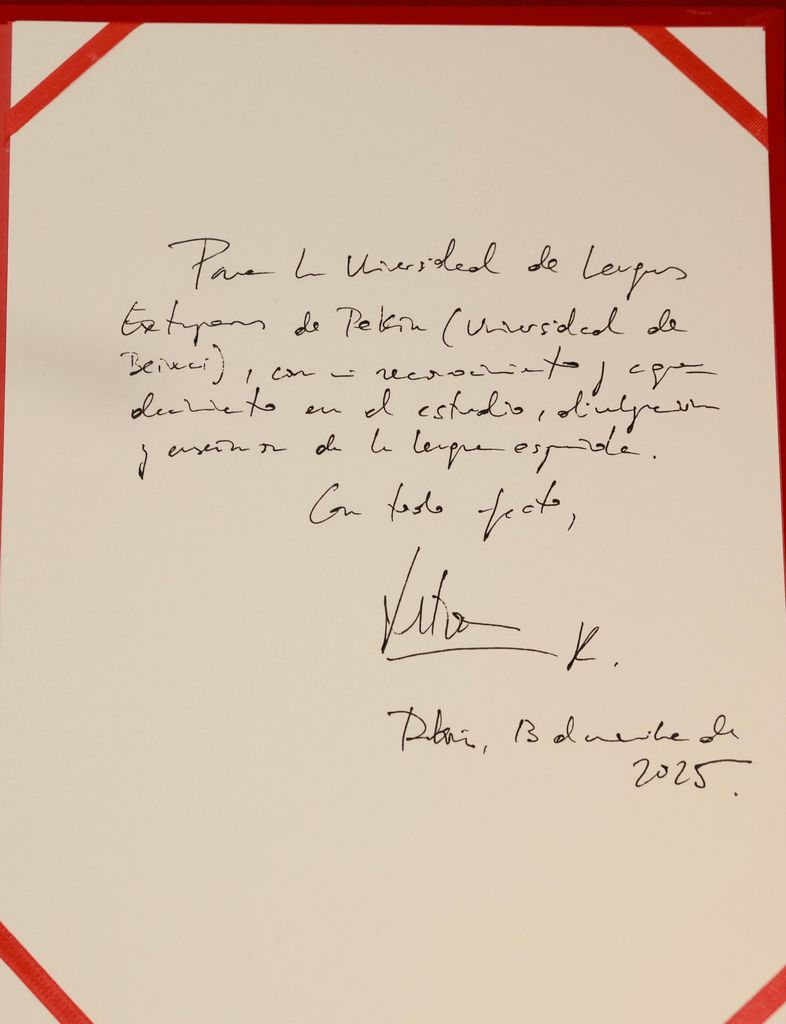 Para la Universidad de Lenguas
Extranjeras de Pekín (Universidad de
Beiwai), con mi reconocimiento y agra-
decimiento en el estudio, divulgación
y enseñanza de la lengua española.
Con todo afecto,
R.
Pekín, 13 de noviembre de
2025.